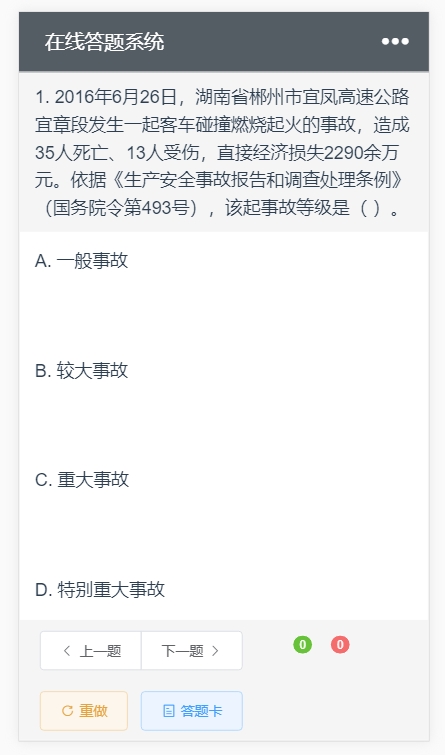 在线答题系统
1. 2016年6月26日，湖南省郴州市宜凤高速公路
宜章段发生一起客车碰撞燃烧起火的事故，造成
35人死亡、13人受伤，直接经济损失2290余万
元。依据《生产安全事故报告和调查处理条例》
（国务院令第493号），该起事故等级是（ ）。
A. 一般事故
B. 较大事故
C. 重大事故
D. 特别重大事故
上一题 下一题 0 0
重做 答题卡